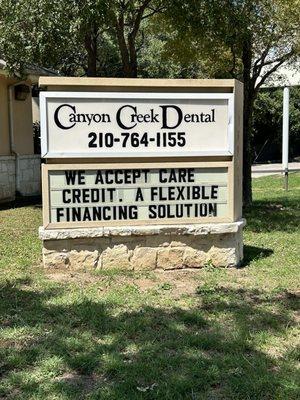 Canyon Creek Dental
210-764-1155
WE ACCEPT CARE
CREDIT. A FLEXIBLE
FINANCING SOLUTION